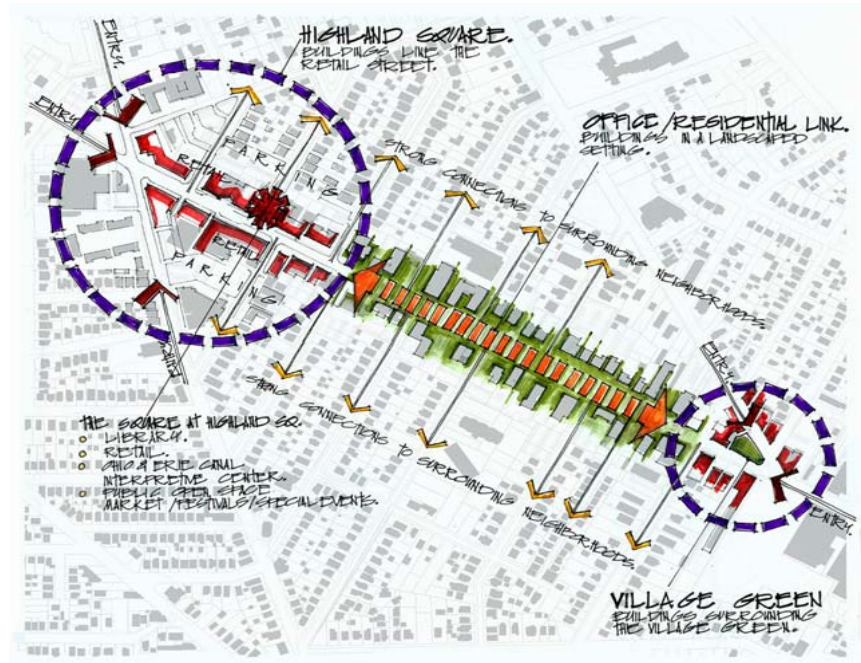 HIGHLAND SQUARE.
BUILDINGS LINE THE
RETAIL STREET.
ENTRY.
ENTRY.
PARKING
RETAIL
RETAIL
PARKING
ENTRY
OFFICE/RESIDENTIAL LINK.
BUILDINGS IN A LANDSCAPED
SETTING.
STRONG CONNECTIONS TO SURROUNDING NEIGHBORHOODS.
STRONG CONNECTIONS TO SURROUNDING NEIGHBORHOODS.
THE SQUARE AT HIGHLAND SQ.
LIBRARY.
RETAIL.
OHIO & ERIE CANAL
INTERPRETIVE CENTER.
PUBLIC OPEN SPACE
MARKET/FESTIVALS/SPECIAL EVENTS.
ENTRY
ENTRY.
VILLAGE GREEN
BUILDINGS SURROUNDING
THE VILLAGE GREEN.